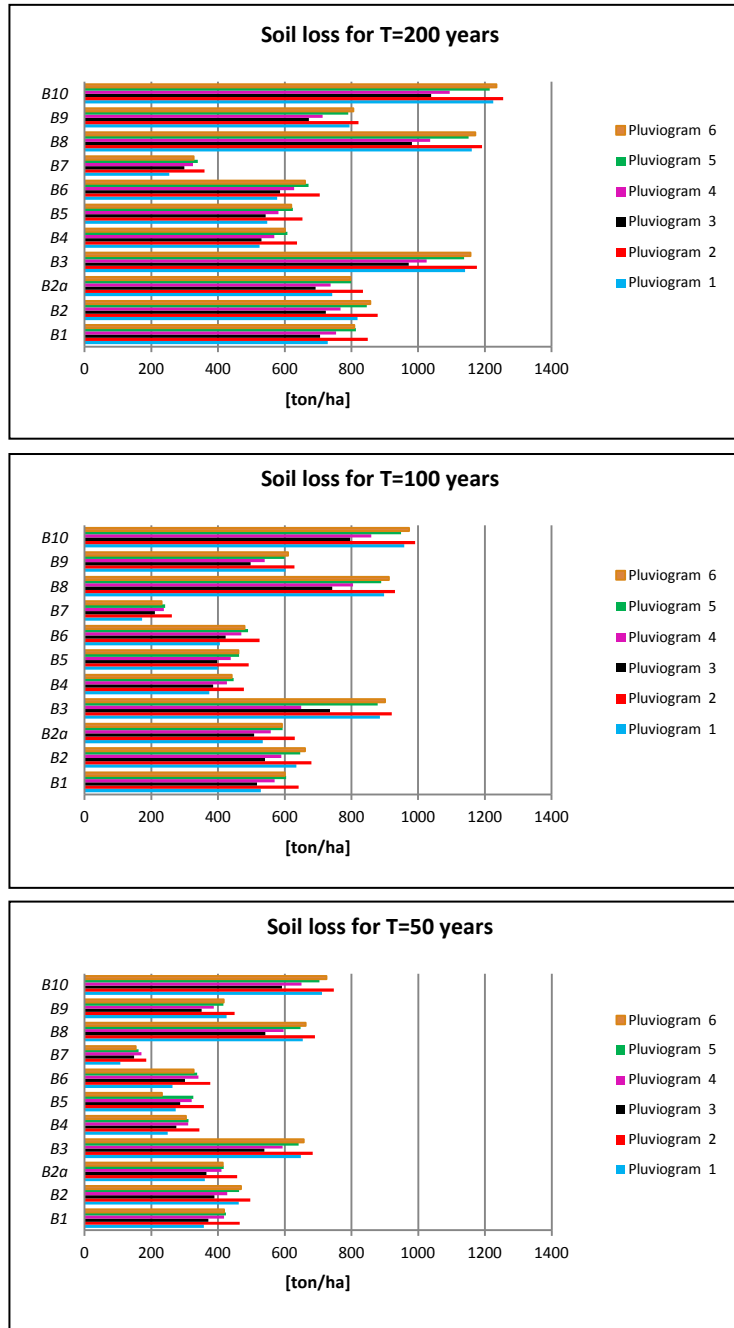 Soil loss for T=200 years
B10
B9
B8
B7
B6
B5
B4
B3
B2a
B2
B1
0 200 400 600 800 1000 1200 1400
[ton/ha]
Pluviogram 6
Pluviogram 5
Pluviogram 4
Pluviogram 3
Pluviogram 2
Pluviogram 1
Soil loss for T=100 years
B10
B9
B8
B7
B6
B5
B4
B3
B2a
B2
B1
0 200 400 600 800 1000 1200 1400
[ton/ha]
Pluviogram 6
Pluviogram 5
Pluviogram 4
Pluviogram 3
Pluviogram 2
Pluviogram 1
Soil loss for T=50 years
B10
B9
B8
B7
B6
B5
B4
B3
B2a
B2
B1
0 200 400 600 800 1000 1200 1400
[ton/ha]
Pluviogram 6
Pluviogram 5
Pluviogram 4
Pluviogram 3
Pluviogram 2
Pluviogram 1